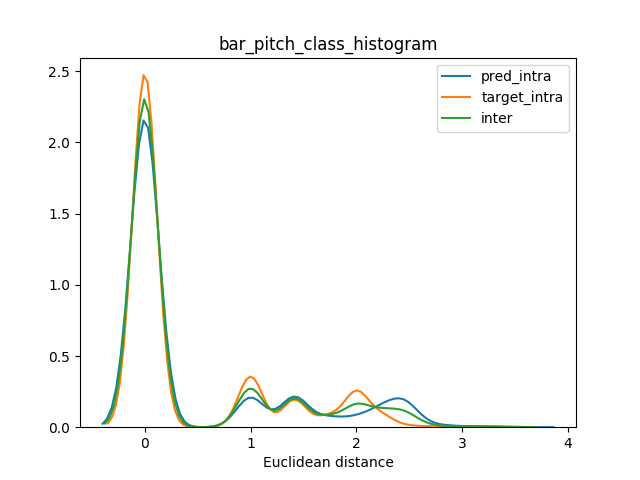 bar_pitch_class_histogram
pred_intra
target_intra
inter
2.5
2.0
1.5
1.0
0.5
0.0
0 1 2 3 4
Euclidean distance